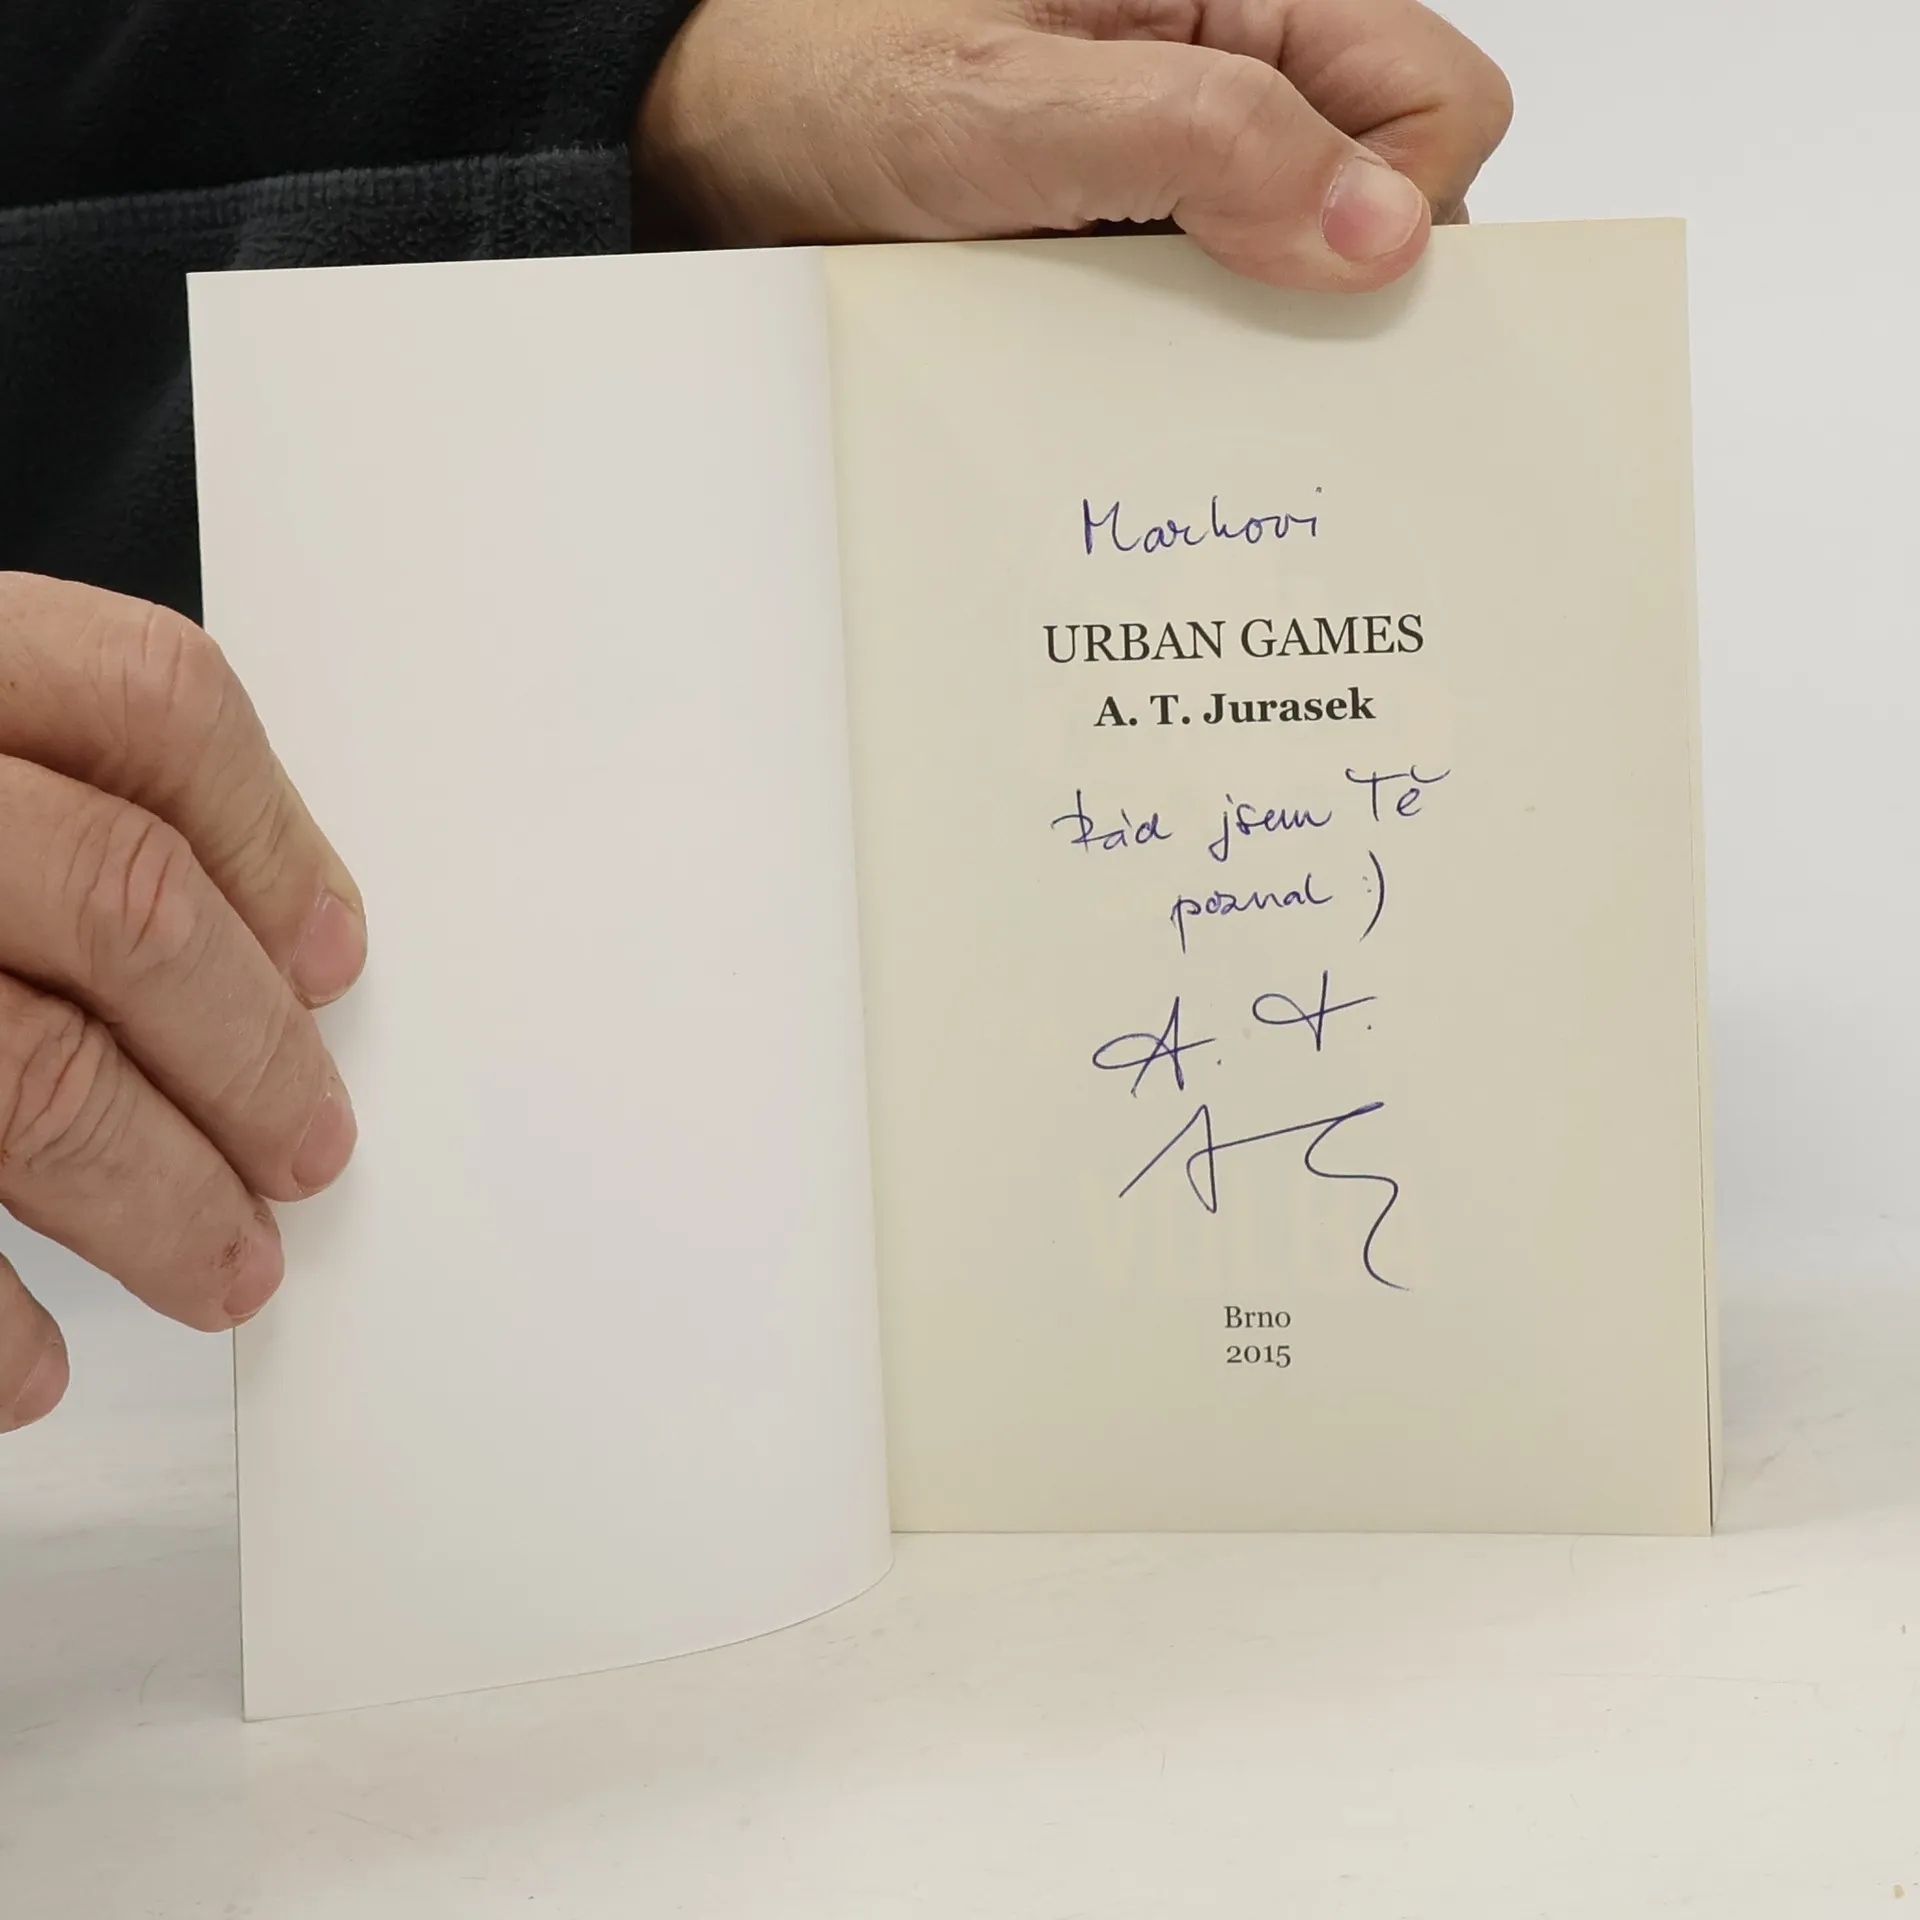 Markovi
URBAN GAMES
A. T. Jurasek
Rád jsem Tě
poznal :)
A. T.
Brno
2015